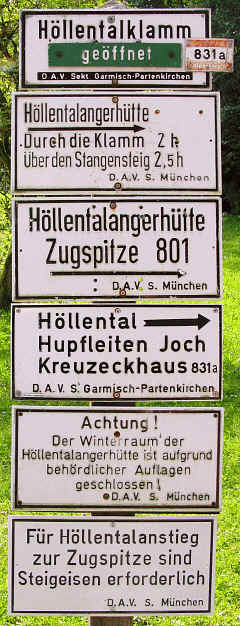 Höllentalklamm
geöffnet
831a
D.A.V. Sekt. Garmisch-Partenkirchen
Höllentalangerhütte
Durch die Klamm 2 h
Über den Stangensteig 2,5 h
D.A.V. S. München
Höllentalangerhütte
Zugspitze 801
D.A.V. S. München
Höllental
Hupfleiten Joch
Kreuzeckhaus 831a
D. A. V. S. Garmisch-Partenkirchen
Achtung !
Der Winterraum der
Höllentalangerhütte ist aufgrund
behördlicher Auflagen
geschlossen !
D.A.V. S. München
Für Höllentalanstieg
zur Zugspitze sind
Steigeisen erforderlich
D.A.V. S. München